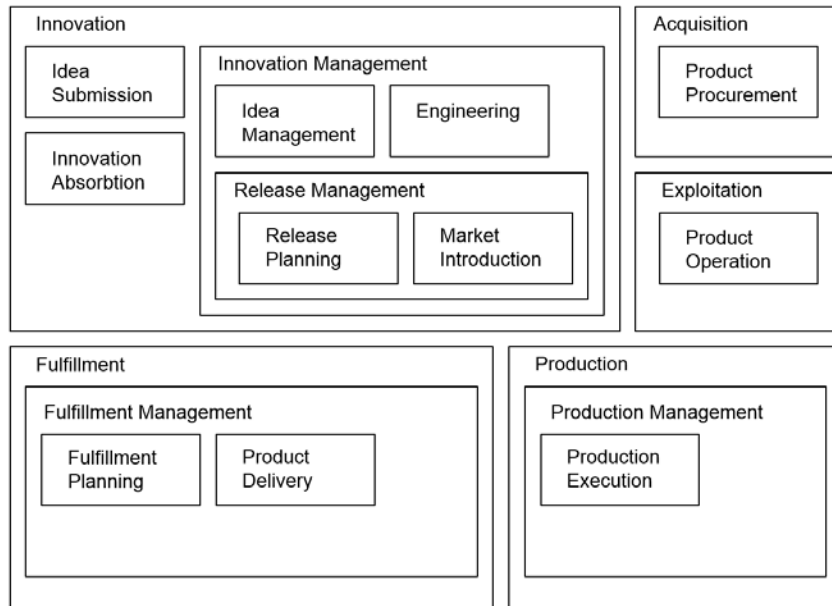 Innovation
Idea
Submission
Innovation
Absorbtion
Innovation Management
Idea
Management
Engineering
Release Management
Release
Planning
Market
Introduction
Acquisition
Product
Procurement
Exploitation
Product
Operation
Fulfillment
Fulfillment Management
Fulfillment
Planning
Product
Delivery
Production
Production Management
Production
Execution